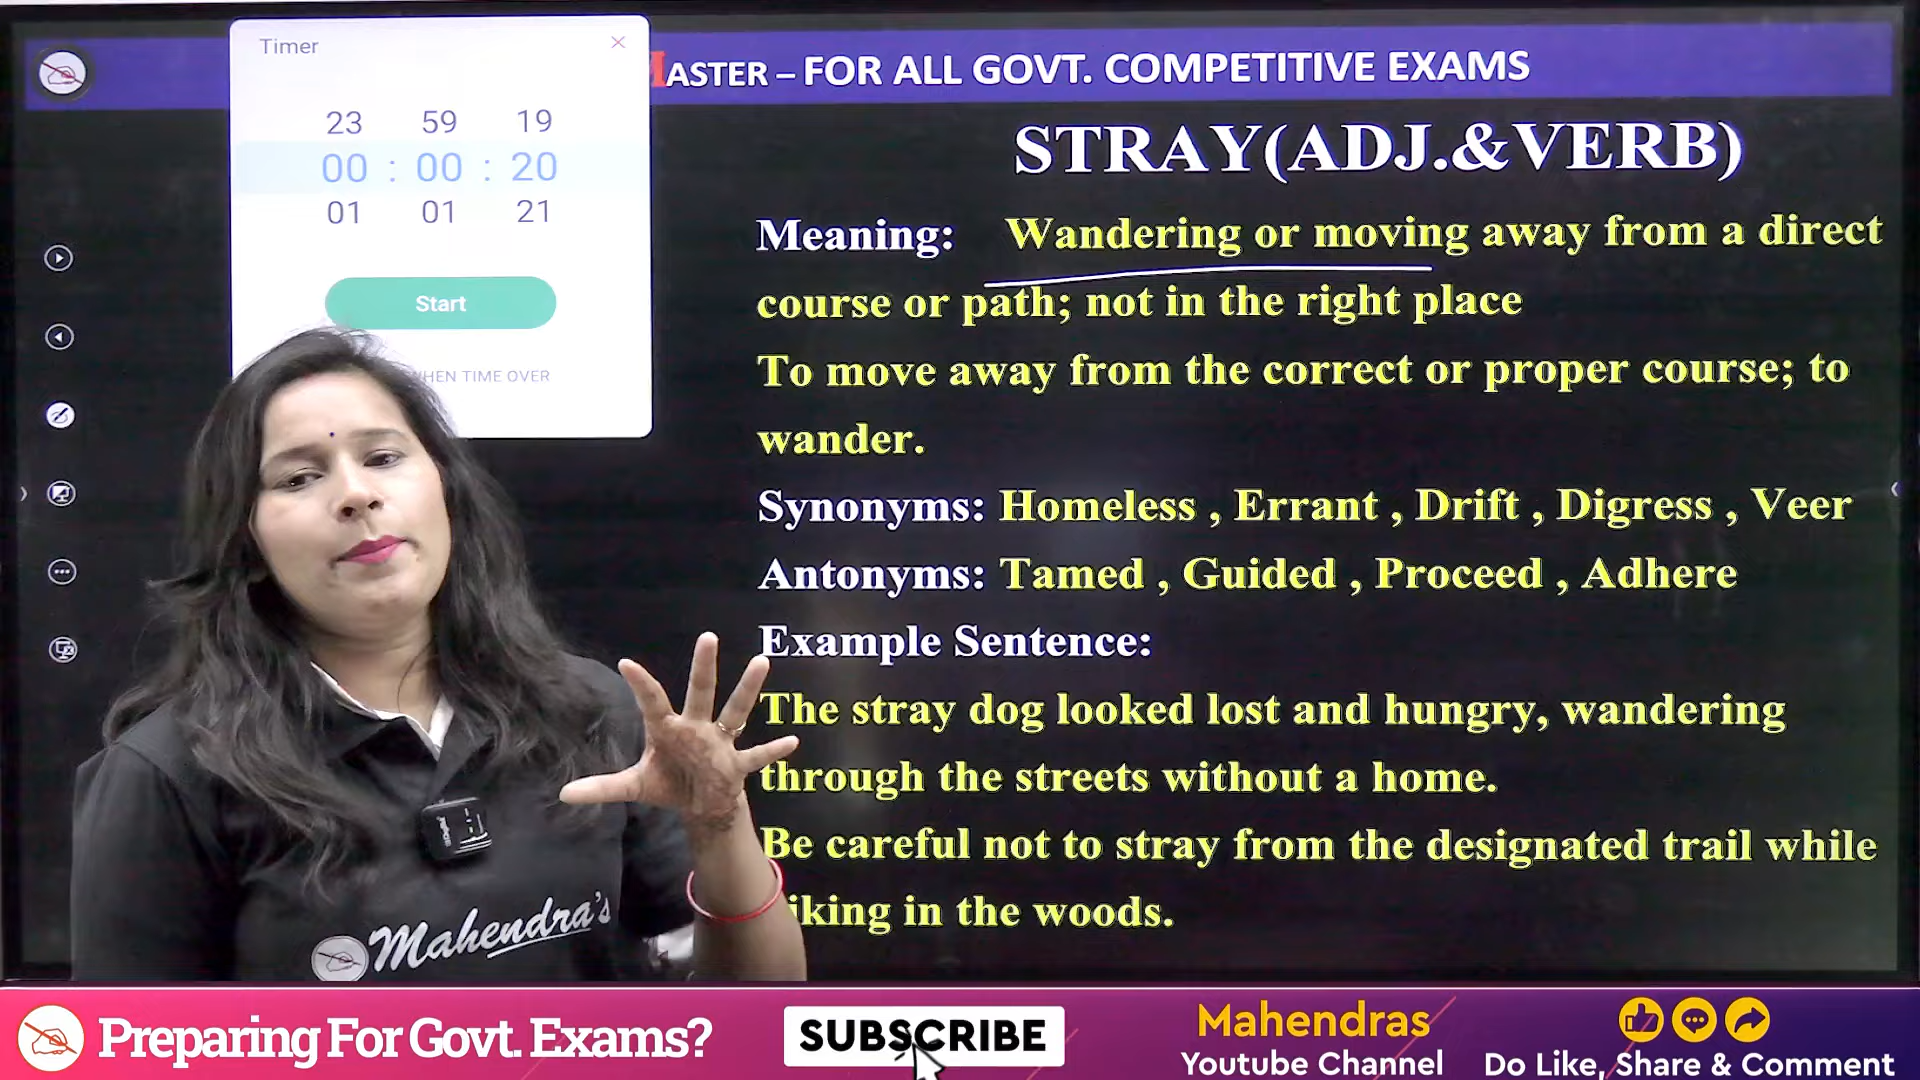 Timer
23 59 19
00 : 00 : 20
01 01 21
Start
WHEN TIME OVER
MASTER – FOR ALL GOVT. COMPETITIVE EXAMS
STRAY(ADJ.&VERB)
Meaning: Wandering or moving away from a direct
course or path; not in the right place
To move away from the correct or proper course; to
wander.
Synonyms: Homeless , Errant , Drift , Digress , Veer
Antonyms: Tamed , Guided , Proceed , Adhere
Example Sentence:
The stray dog looked lost and hungry, wandering
through the streets without a home.
Be careful not to stray from the designated trail while
iking in the woods.
Mahendra's
Preparing For Govt. Exams?
SUBSCRIBE
Mahendras
Youtube Channel
Do Like, Share & Comment